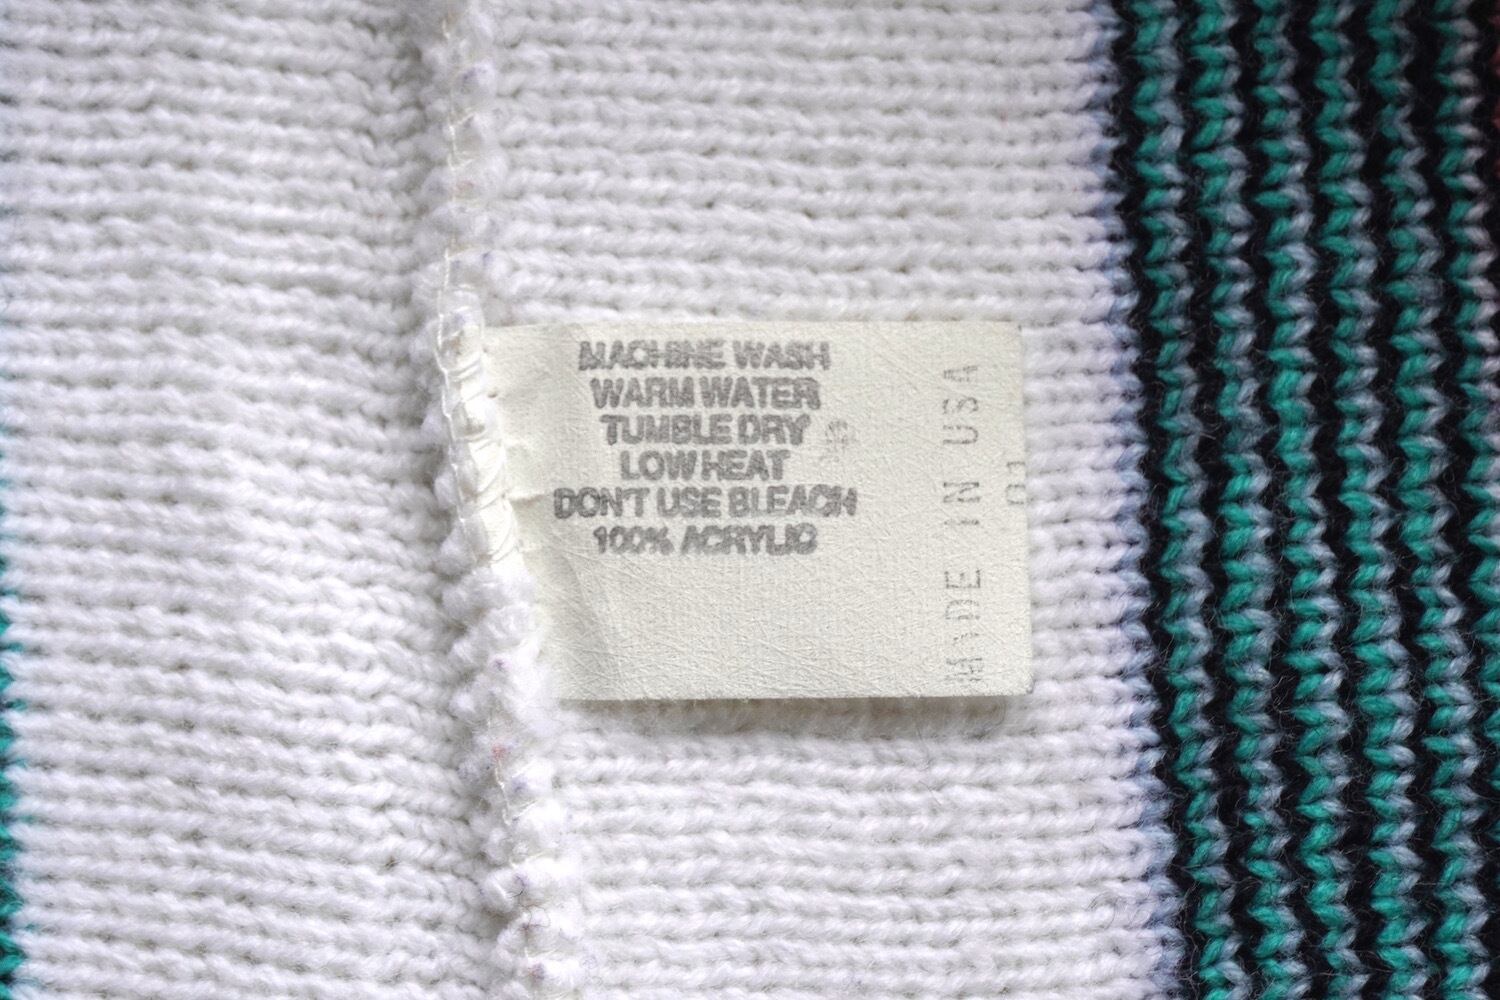 MACHINE WASH
WARM WATER
TUMBLE DRY
LOW HEAT
DON'T USE BLEACH
100% ACRYLIC
MADE IN USA